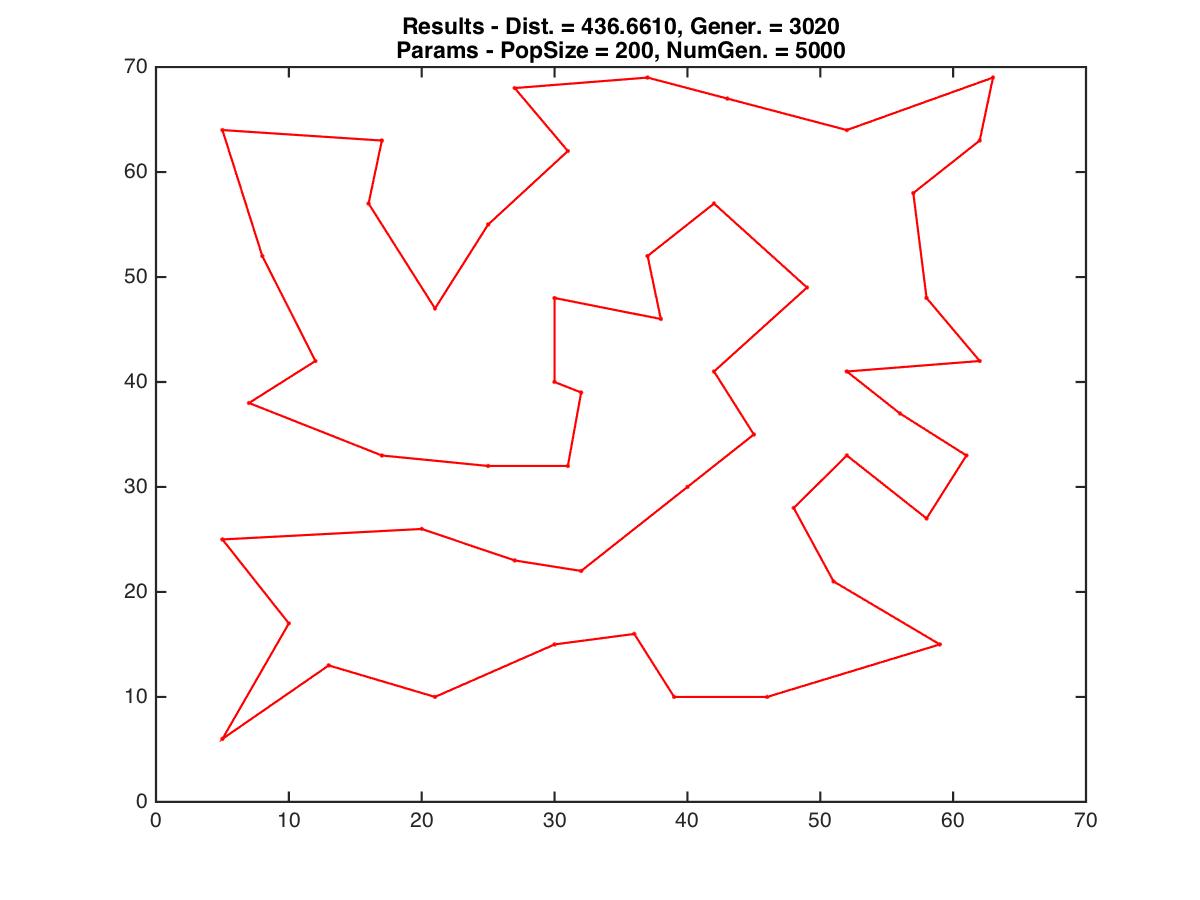 Results - Dist. = 436.6610, Gener. = 3020
Params - PopSize = 200, NumGen. = 5000
70
60
50
40
30
20
10
0
0 10 20 30 40 50 60 70